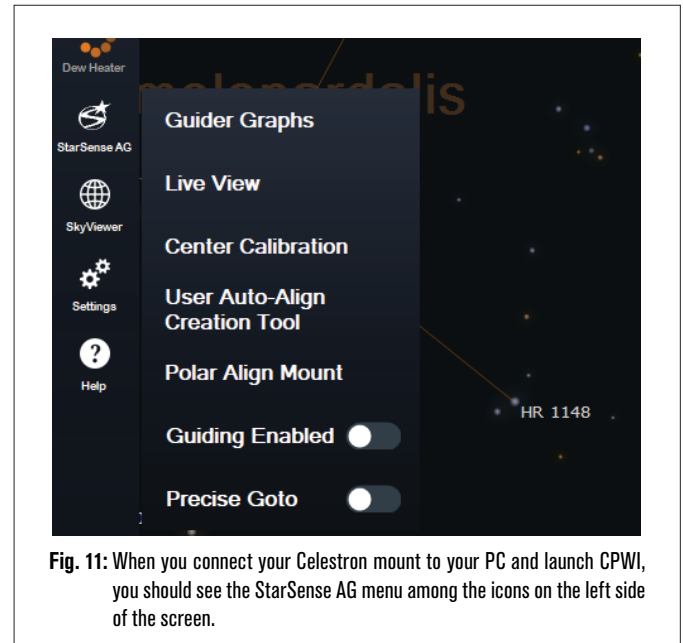 Dew Heater
StarSense AG
SkyViewer
Settings
?
Help
melopardalis
Guider Graphs
Live View
Center Calibration
User Auto-Align
Creation Tool
Polar Align Mount
Guiding Enabled
Precise Goto
HR 1148
Fig. 11: When you connect your Celestron mount to your PC and launch CPWI,
you should see the StarSense AG menu among the icons on the left side
of the screen.